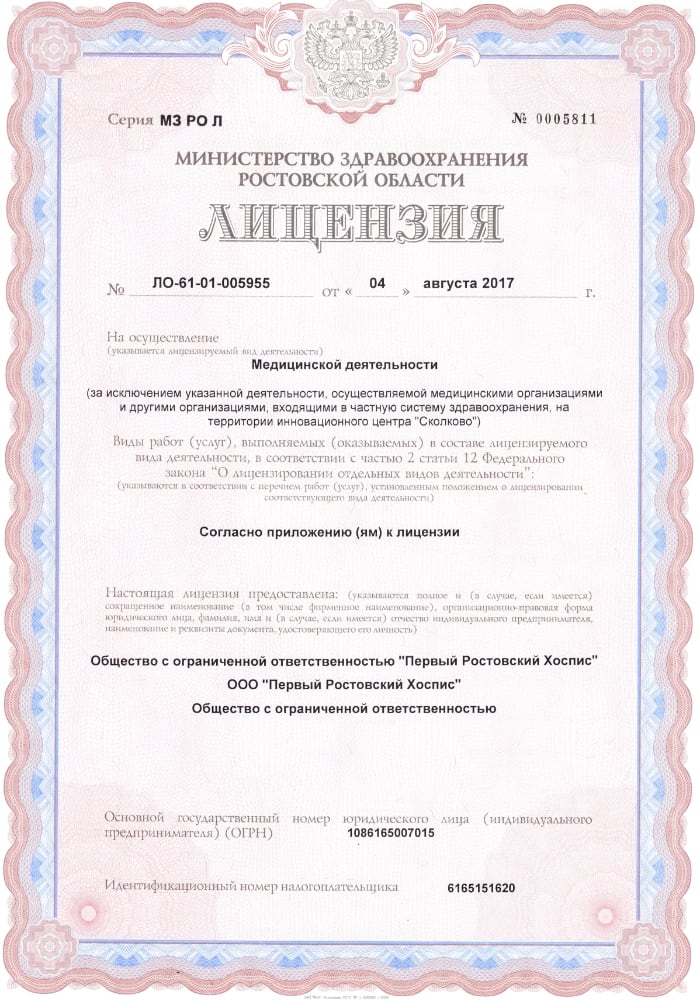 Серия МЗ РО Л № 0005811
МИНИСТЕРСТВО ЗДРАВООХРАНЕНИЯ
РОСТОВСКОЙ ОБЛАСТИ
ЛИЦЕНЗИЯ
№ ЛО-61-01-005955 от « 04 » августа 2017 г.
На осуществление
(указывается лицензируемый вид деятельности)
Медицинской деятельности
(за исключением указанной деятельности, осуществляемой медицинскими организациями
и другими организациями, входящими в частную систему здравоохранения, на
территории инновационного центра "Сколково")
Виды работ (услуг), выполняемых (оказываемых) в составе лицензируемого
вида деятельности, в соответствии с частью 2 статьи 12 Федерального
закона “О лицензировании отдельных видов деятельности”:
(указываются в соответствии с перечнем работ (услуг), установленным положением о лицензировании
соответствующего вида деятельности)
Согласно приложению (ям) к лицензии
Настоящая лицензия предоставлена: (указываются полное и (в случае, если имеется)
сокращенное наименование (в том числе фирменное наименование), организационно-правовая форма
юридического лица, фамилия, имя и (в случае, если имеется) отчество индивидуального предпринимателя,
наименование и реквизиты документа, удостоверяющего его личность)
Общество с ограниченной ответственностью "Первый Ростовский Хоспис"
ООО "Первый Ростовский Хоспис"
Общество с ограниченной ответственностью
Основной государственный номер юридического лица (индивидуального
предпринимателя) (ОГРН) 1086165007015
Идентификационный номер налогоплательщика 6165151620